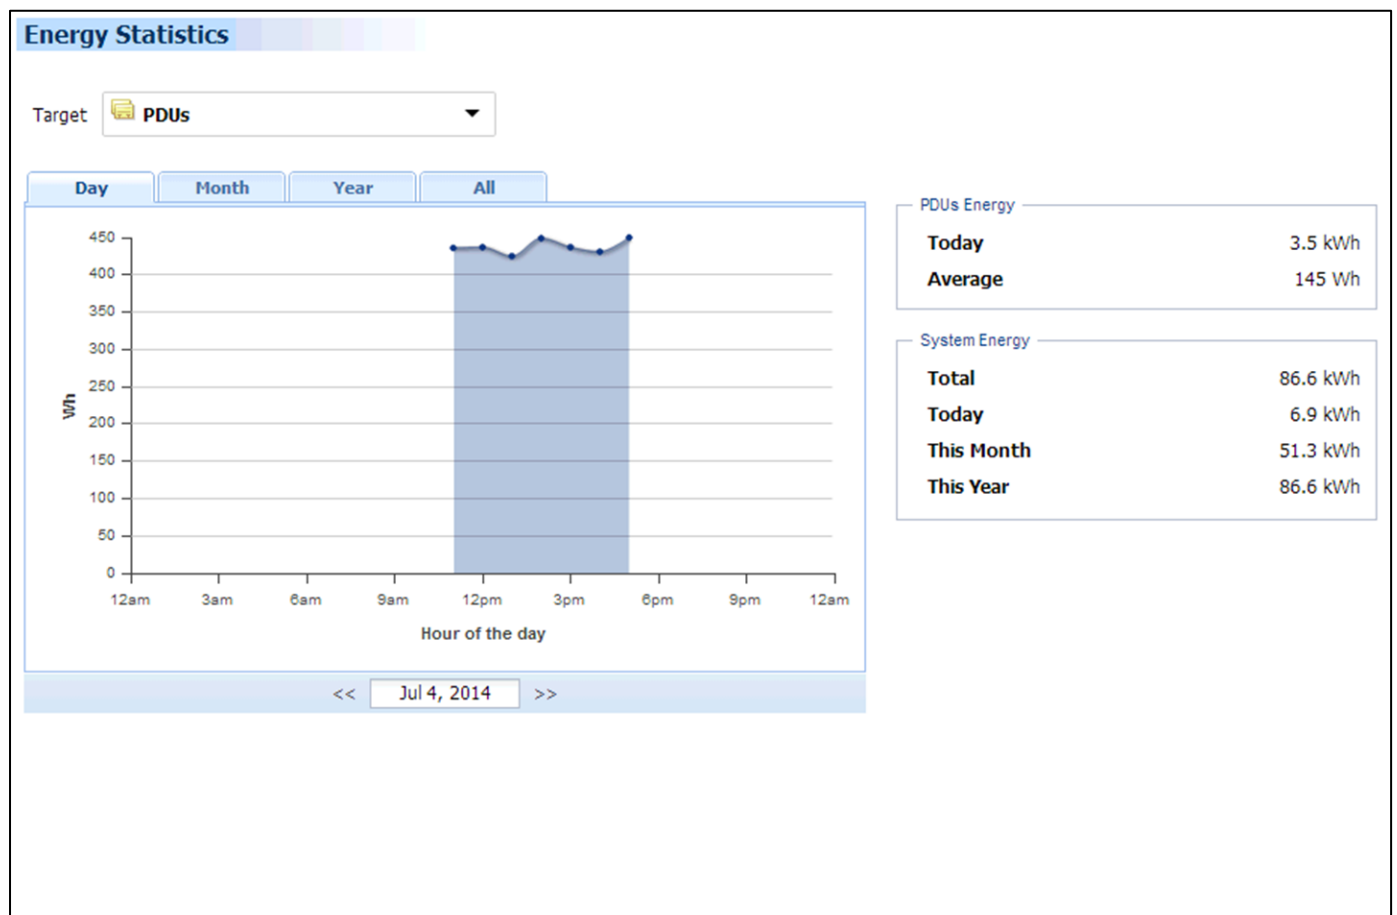 Energy Statistics
Target PDUs
Day Month Year All
450
400
350
300
250
200
150
100
50
0
Wh
12am 3am 6am 9am 12pm 3pm 6pm 9pm 12am
Hour of the day
<< Jul 4, 2014 >>
PDUs Energy
Today 3.5 kWh
Average 145 Wh
System Energy
Total 86.6 kWh
Today 6.9 kWh
This Month 51.3 kWh
This Year 86.6 kWh